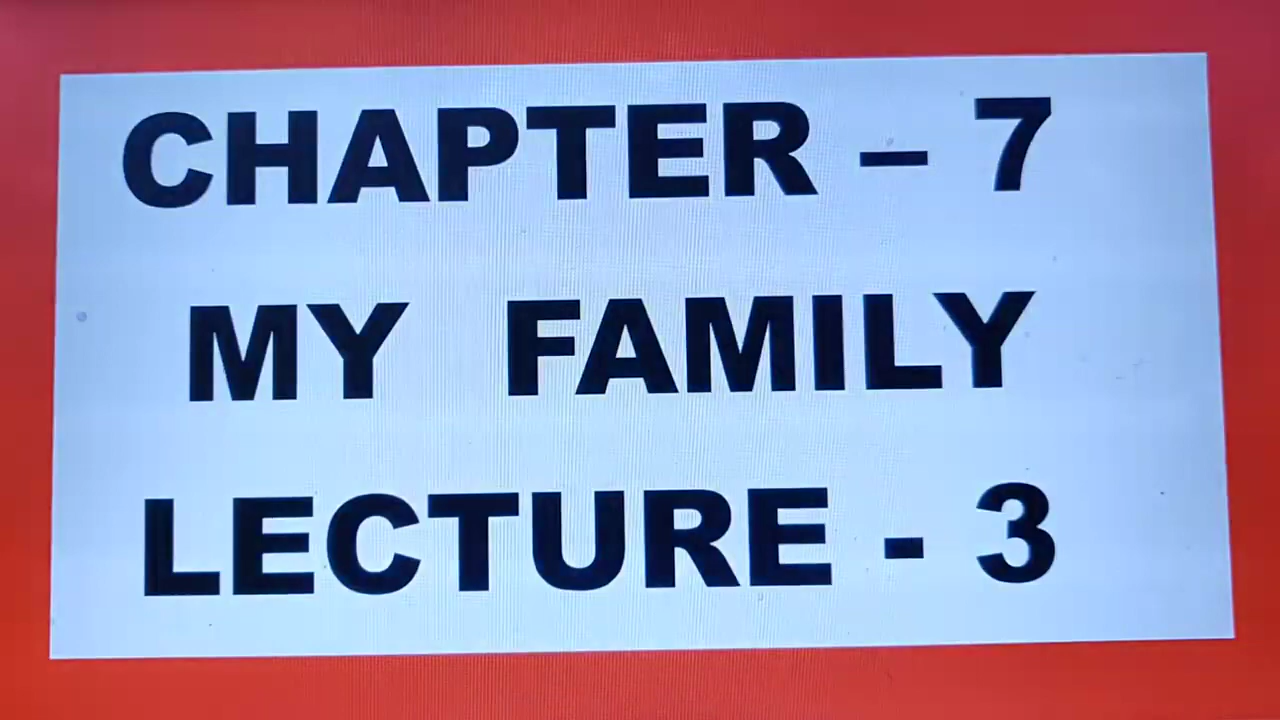 CHAPTER – 7
MY FAMILY
LECTURE - 3